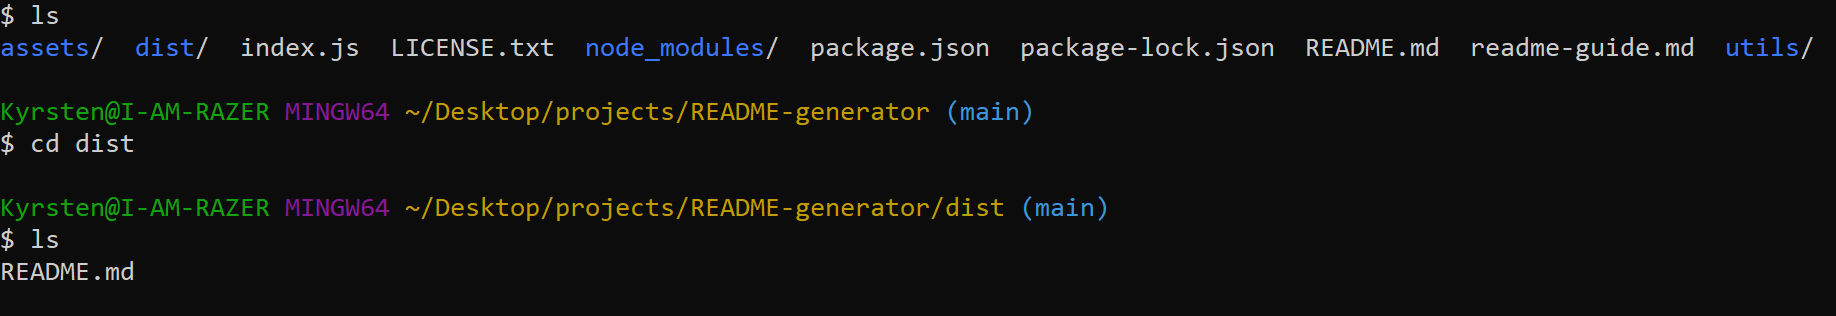 $ ls
assets/  dist/  index.js  LICENSE.txt  node_modules/  package.json  package-lock.json  README.md  readme-guide.md  utils/
Kyrsten@I-AM-RAZER MINGW64 ~/Desktop/projects/README-generator (main)
$ cd dist
Kyrsten@I-AM-RAZER MINGW64 ~/Desktop/projects/README-generator/dist (main)
$ ls
README.md